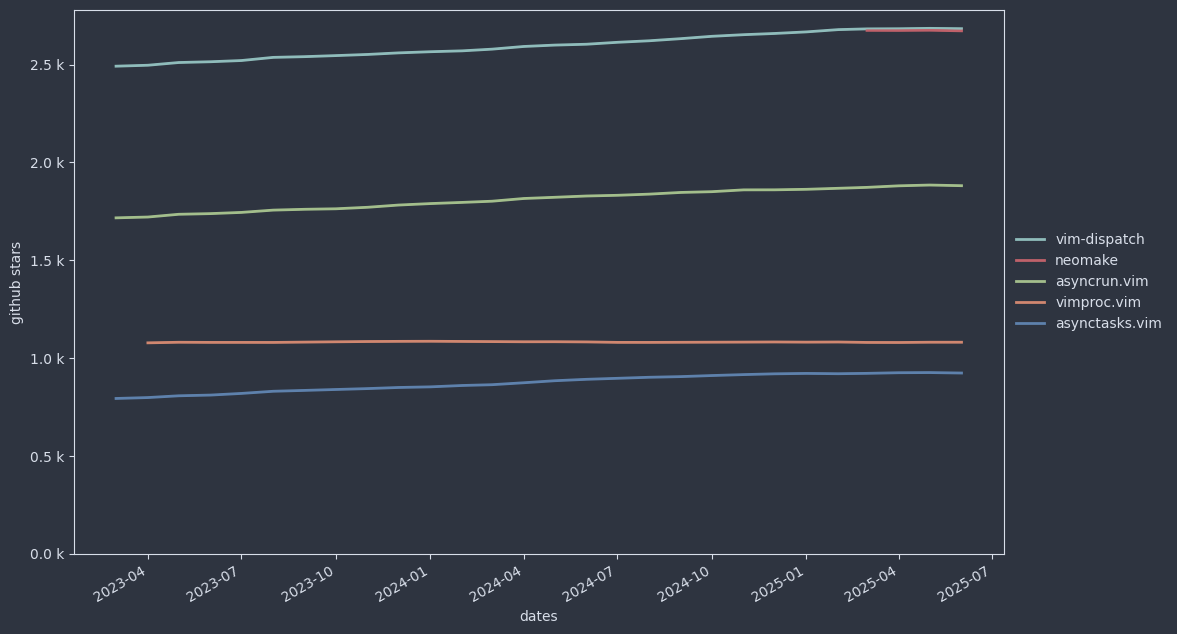 2.5 k
2.0 k
1.5 k
1.0 k
0.5 k
0.0 k
github stars
2023-04
2023-07
2023-10
2024-01
2024-04
2024-07
2024-10
2025-01
2025-04
2025-07
dates
vim-dispatch
neomake
asyncrun.vim
vimproc.vim
asynctasks.vim